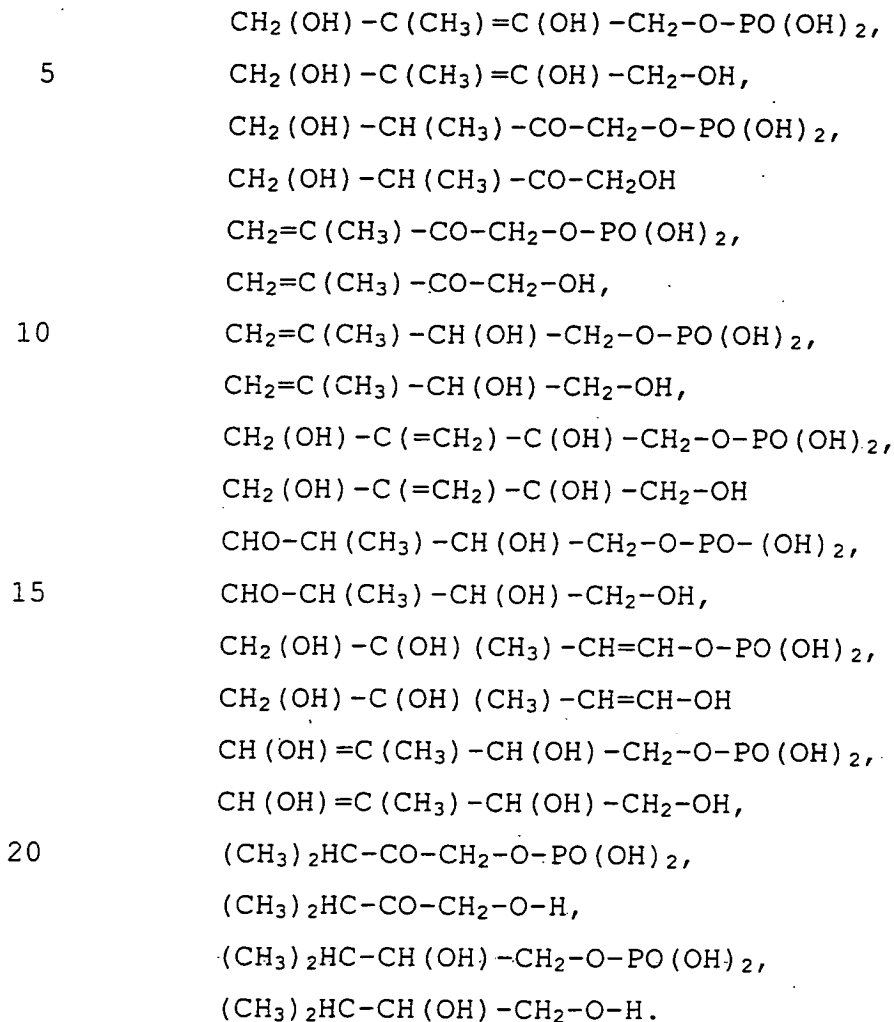 CH₂(OH)-C(CH₃)=C(OH)-CH₂-O-PO(OH)₂,
5 CH₂(OH)-C(CH₃)=C(OH)-CH₂-OH,
CH₂(OH)-CH(CH₃)-CO-CH₂-O-PO(OH)₂,
CH₂(OH)-CH(CH₃)-CO-CH₂OH
CH₂=C(CH₃)-CO-CH₂-O-PO(OH)₂,
CH₂=C(CH₃)-CO-CH₂-OH,
10 CH₂=C(CH₃)-CH(OH)-CH₂-O-PO(OH)₂,
CH₂=C(CH₃)-CH(OH)-CH₂-OH,
CH₂(OH)-C(=CH₂)-C(OH)-CH₂-O-PO(OH)₂,
CH₂(OH)-C(=CH₂)-C(OH)-CH₂-OH
CHO-CH(CH₃)-CH(OH)-CH₂-O-PO-(OH)₂,
15 CHO-CH(CH₃)-CH(OH)-CH₂-OH,
CH₂(OH)-C(OH)(CH₃)-CH=CH-O-PO(OH)₂,
CH₂(OH)-C(OH)(CH₃)-CH=CH-OH
CH(OH)=C(CH₃)-CH(OH)-CH₂-O-PO(OH)₂,
CH(OH)=C(CH₃)-CH(OH)-CH₂-OH,
20 (CH₃)₂HC-CO-CH₂-O-PO(OH)₂,
(CH₃)₂HC-CO-CH₂-O-H,
(CH₃)₂HC-CH(OH)-CH₂-O-PO(OH)₂,
(CH₃)₂HC-CH(OH)-CH₂-O-H.